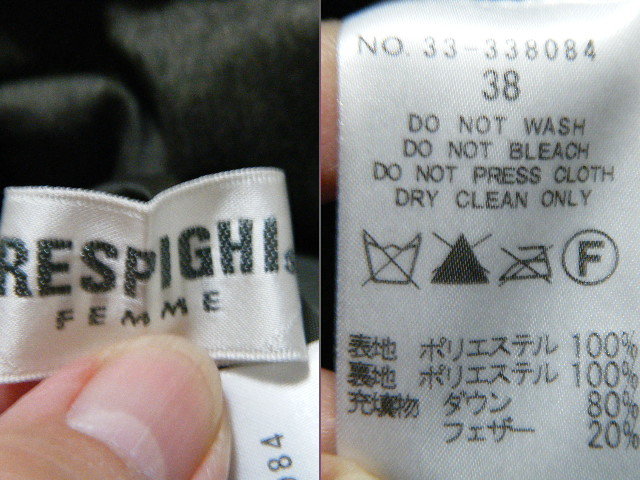 RESPIGHI
FEMME
084
NO. 33-338084
38
DO NOT WASH
DO NOT BLEACH
DO NOT PRESS CLOTH
DRY CLEAN ONLY
F
表地 ポリエステル 100%
裏地 ポリエステル 100%
充填物 ダウン 80%
フェザー 20%